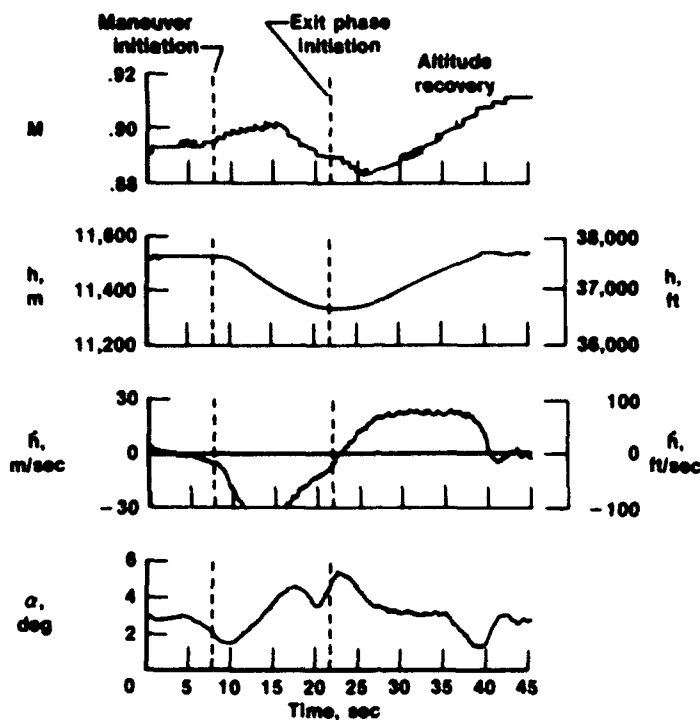 Maneuver initiation
Exit phase initiation
Altitude recovery
.92
M
.90
.88
11,600
38,000
h, m
11,400
37,000
h, ft
11,200
36,000
30
100
ḣ, m/sec
0
0
ḣ, ft/sec
-30
-100
6
α, deg
4
2
0 5 10 15 20 25 30 35 40 45
Time, sec